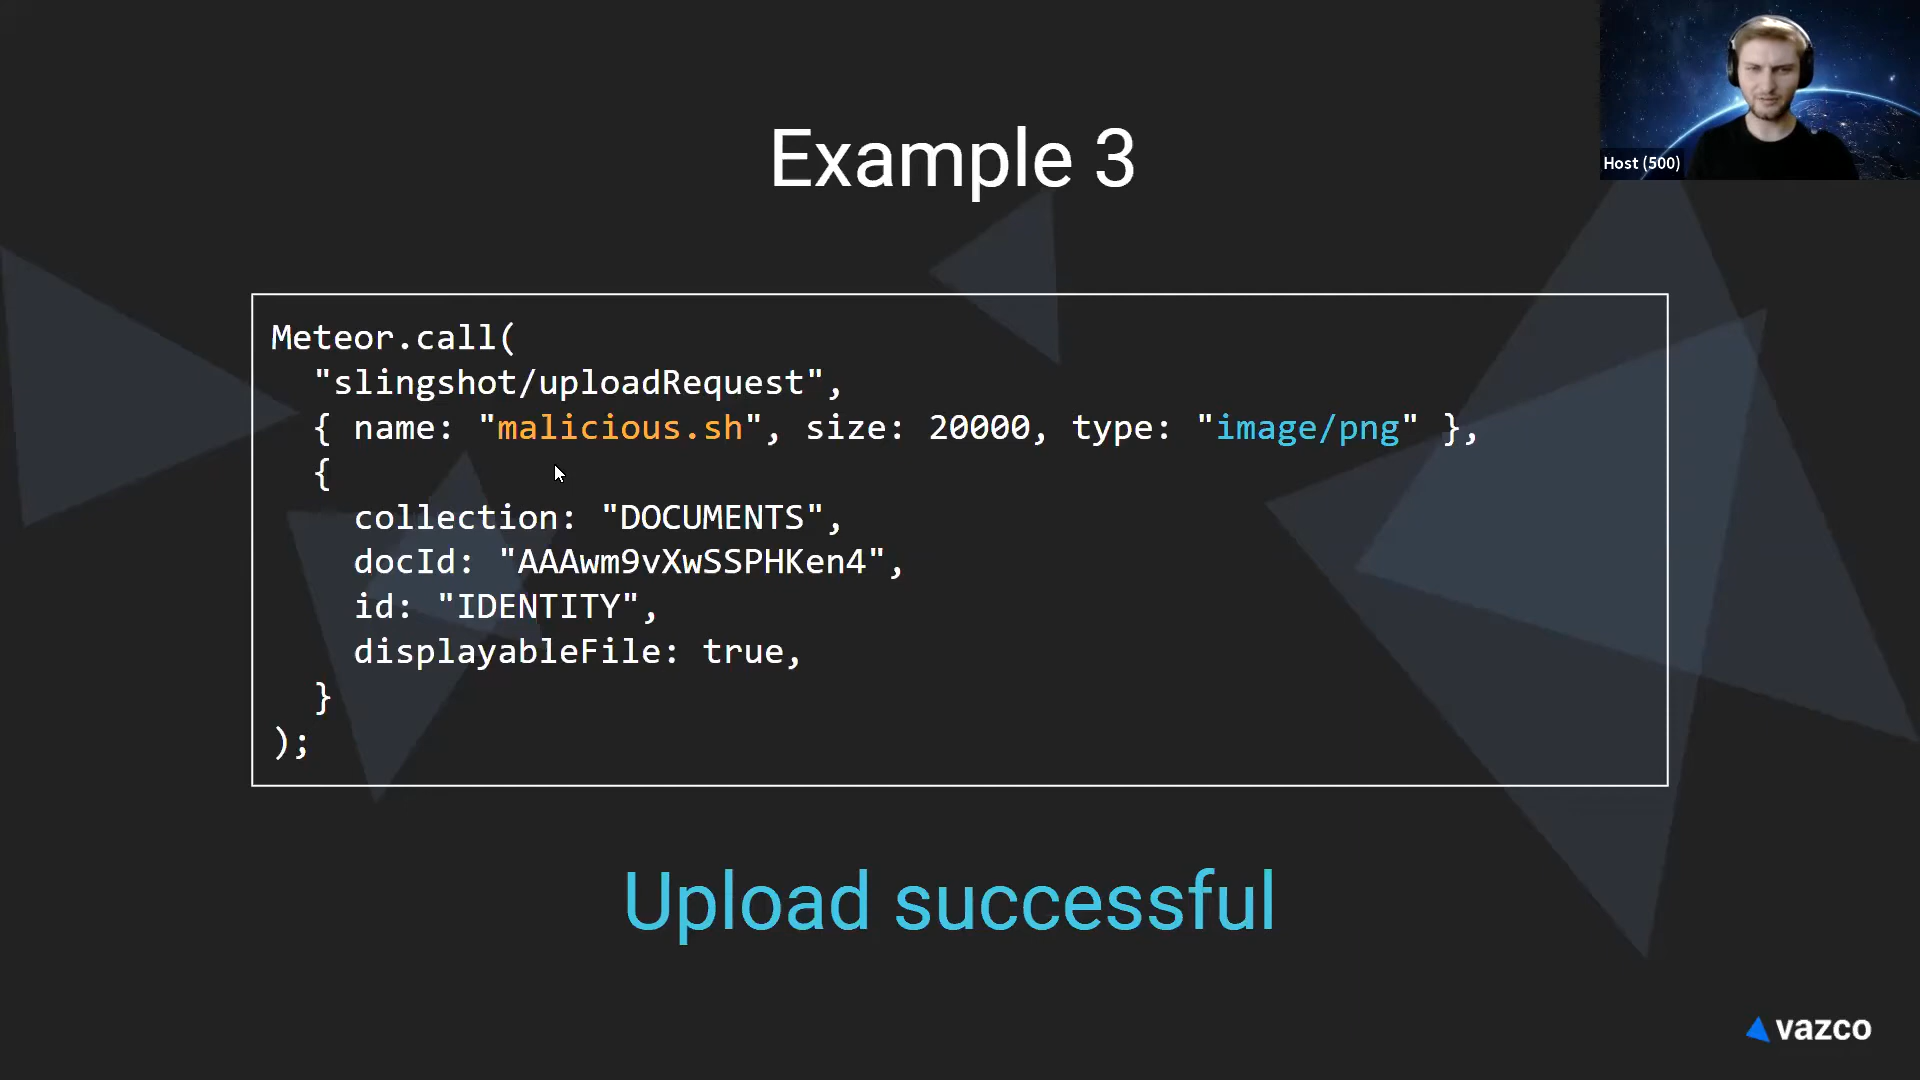 Host (500)
Example 3
Meteor.call(
"slingshot/uploadRequest",
{ name: "malicious.sh", size: 20000, type: "image/png" },
{
collection: "DOCUMENTS",
docId: "AAAwm9vXwSSPHKen4",
id: "IDENTITY",
displayableFile: true,
}
);
Upload successful
vazco